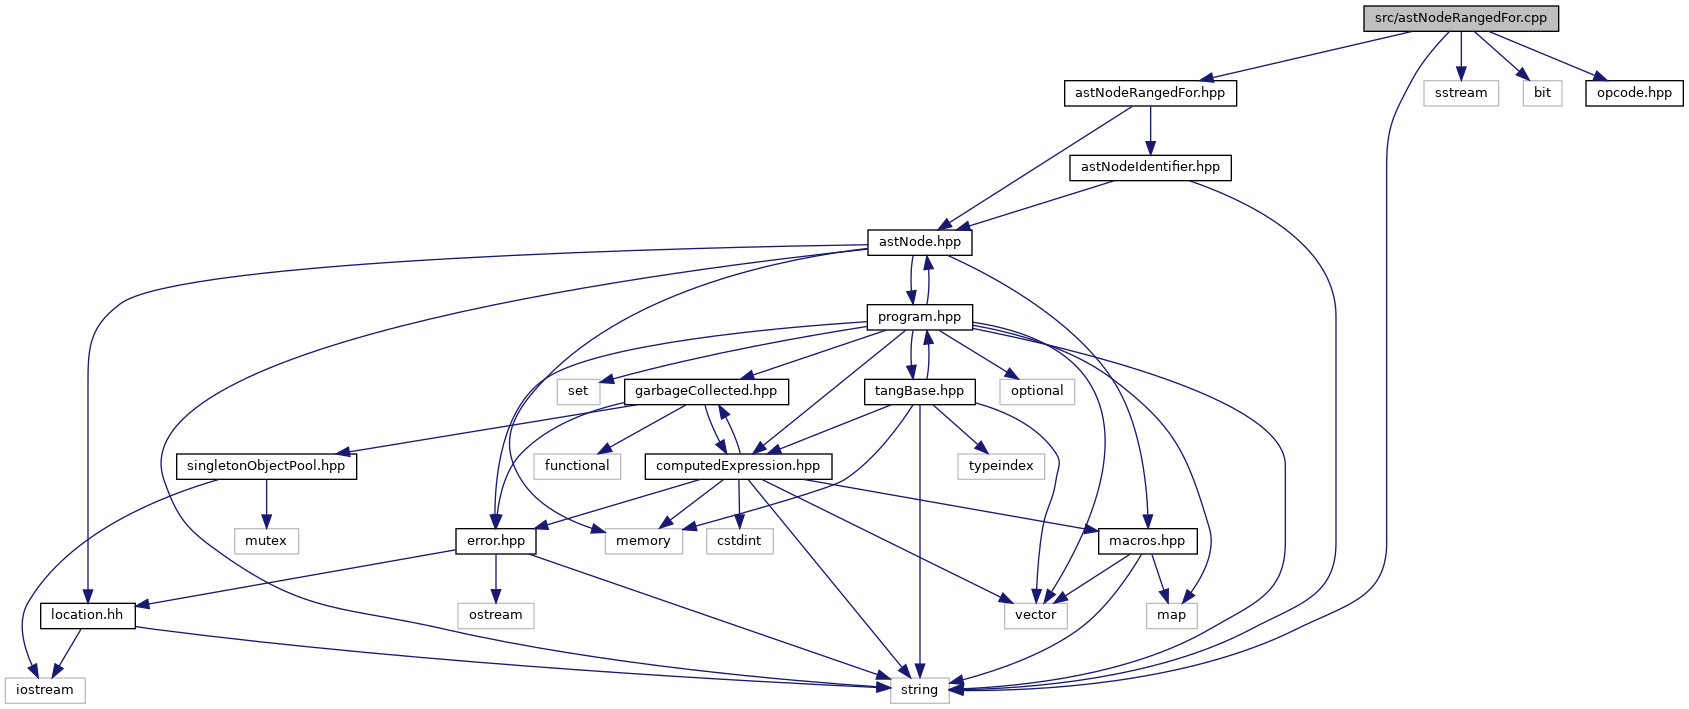 src/astNodeRangedFor.cpp
astNodeRangedFor.hpp
sstream
bit
opcode.hpp
astNodeIdentifier.hpp
astNode.hpp
program.hpp
set
garbageCollected.hpp
tangBase.hpp
optional
singletonObjectPool.hpp
functional
computedExpression.hpp
typeindex
mutex
error.hpp
memory
cstdint
macros.hpp
location.hh
ostream
vector
map
iostream
string